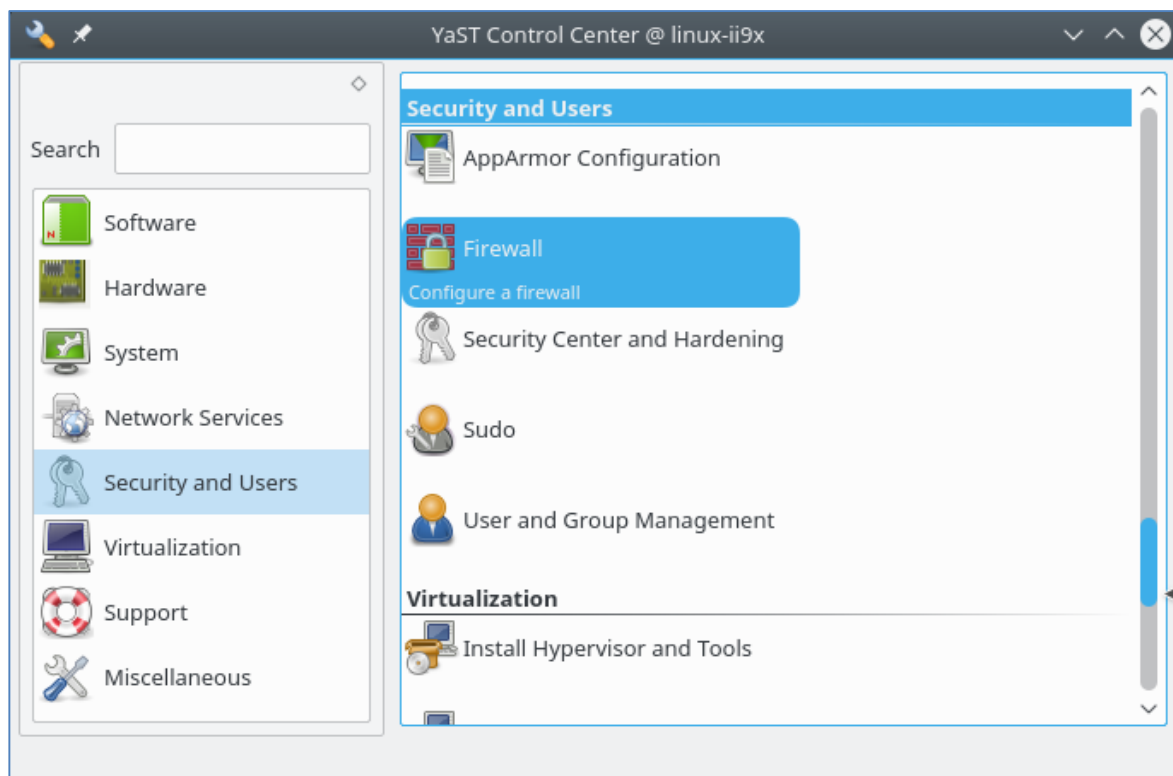 YaST Control Center @ linux-ii9x
Search
Software
Hardware
System
Network Services
Security and Users
Virtualization
Support
Miscellaneous
Security and Users
AppArmor Configuration
Firewall
Configure a firewall
Security Center and Hardening
Sudo
User and Group Management
Virtualization
Install Hypervisor and Tools